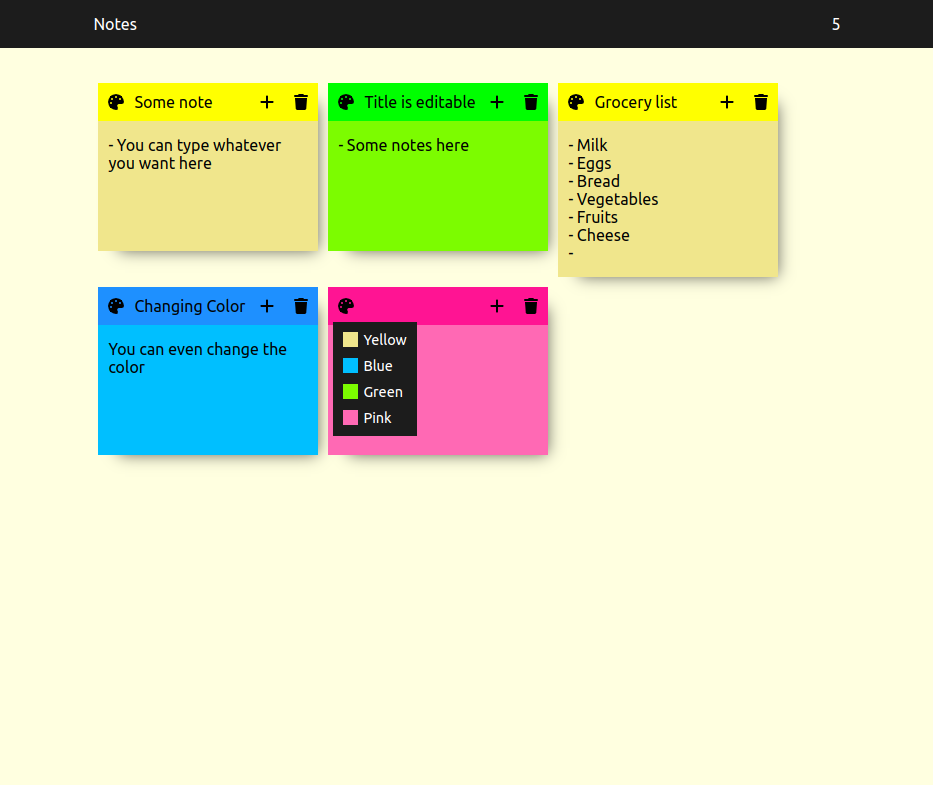 Notes 5
Some note
- You can type whatever
you want here
Title is editable
- Some notes here
Grocery list
- Milk
- Eggs
- Bread
- Vegetables
- Fruits
- Cheese
-
Changing Color
You can even change the
color
Yellow
Blue
Green
Pink